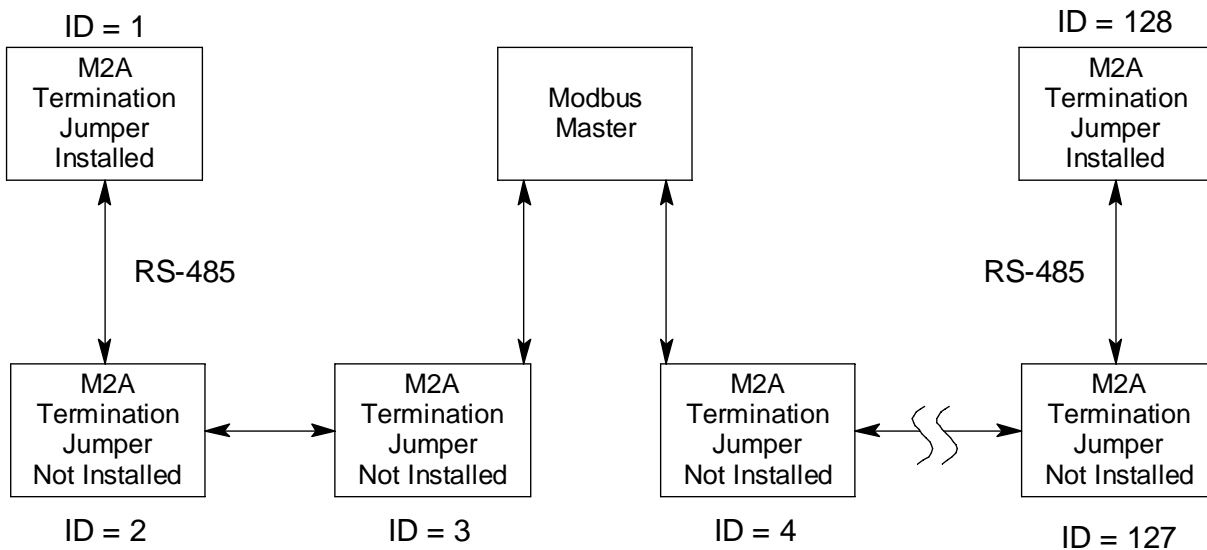 ID = 1
M2A
Termination
Jumper
Installed
Modbus
Master
ID = 128
M2A
Termination
Jumper
Installed
RS-485
RS-485
M2A
Termination
Jumper
Not Installed
ID = 2
M2A
Termination
Jumper
Not Installed
ID = 3
M2A
Termination
Jumper
Not Installed
ID = 4
M2A
Termination
Jumper
Not Installed
ID = 127